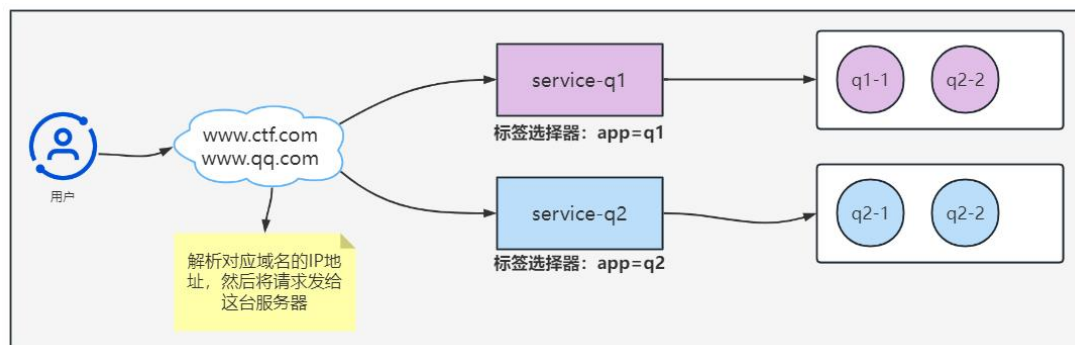 用户
www.ctf.com
www.qq.com
解析对应域名的IP地
址，然后将请求发给
这台服务器
service-q1
标签选择器：app=q1
q1-1
q2-2
service-q2
标签选择器：app=q2
q2-1
q2-2